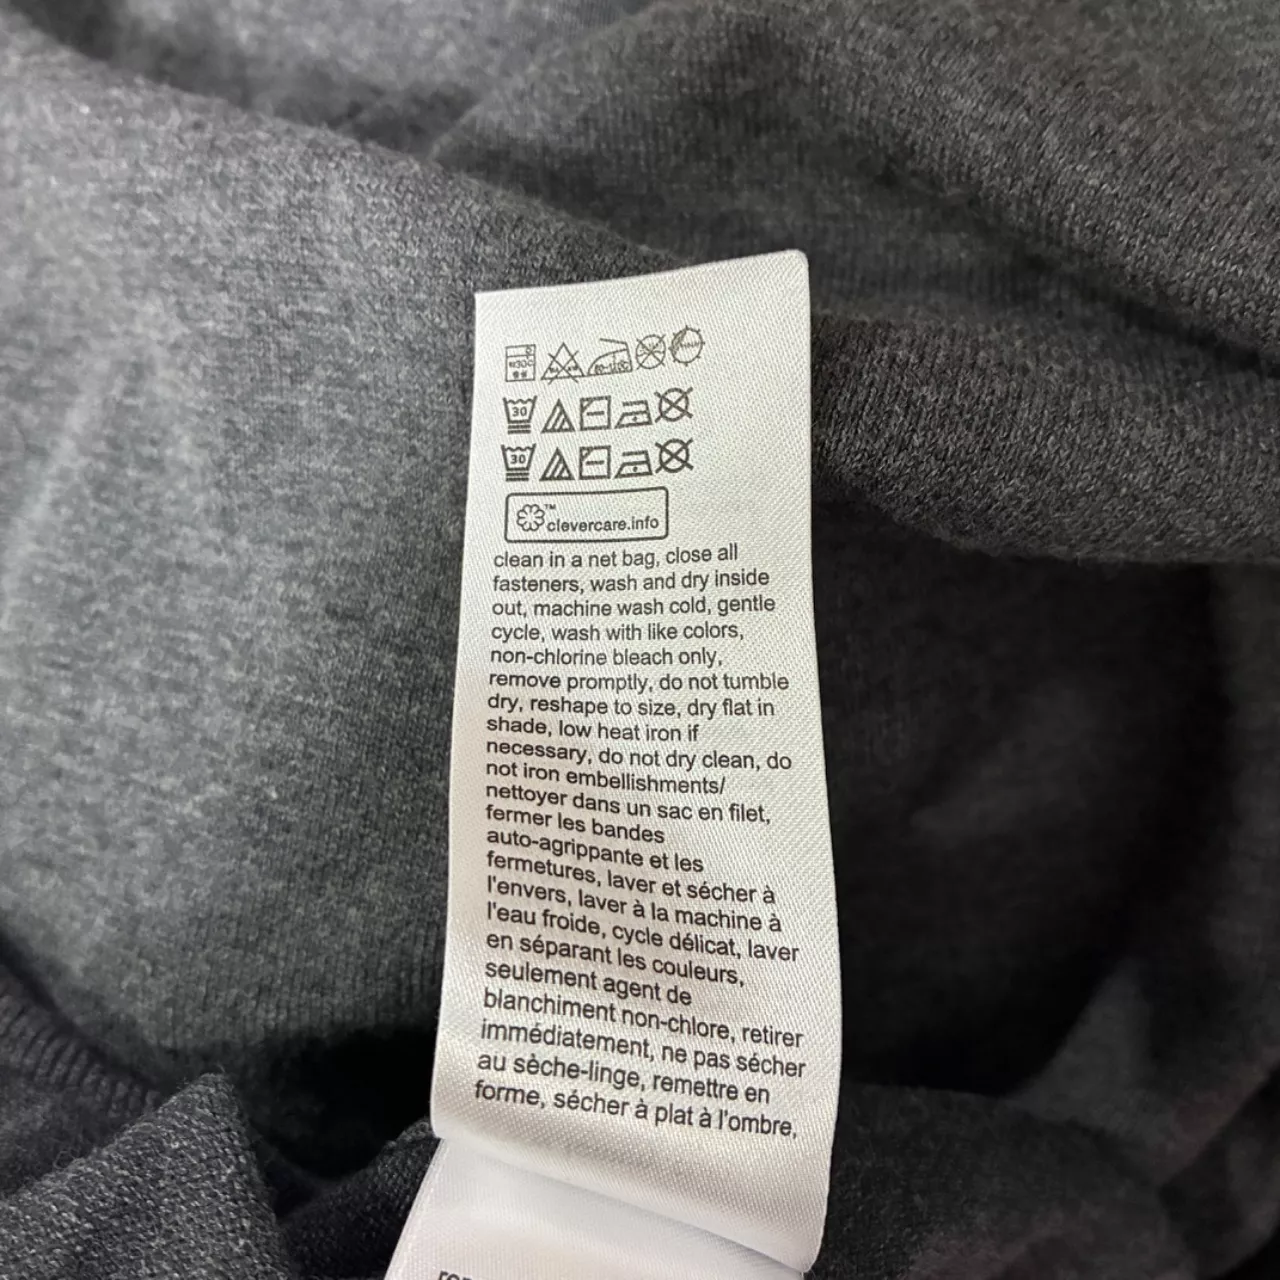 30
30
™
clevercare.info
clean in a net bag, close all
fasteners, wash and dry inside
out, machine wash cold, gentle
cycle, wash with like colors,
non-chlorine bleach only,
remove promptly, do not tumble
dry, reshape to size, dry flat in
shade, low heat iron if
necessary, do not dry clean, do
not iron embellishments/
nettoyer dans un sac en filet,
fermer les bandes
auto-agrippante et les
fermetures, laver et sécher à
l'envers, laver à la machine à
l'eau froide, cycle délicat, laver
en séparant les couleurs,
seulement agent de
blanchiment non-chlore, retirer
immédiatement, ne pas sécher
au sèche-linge, remettre en
forme, sécher à plat à l'ombre,